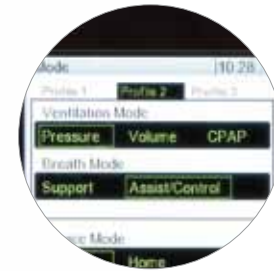 Mode 10:28
Profile 1 Profile 2 Profile 3
Ventilation Mode
Pressure Volume CPAP
Breath Mode
Support Assist/Control
Mode
Home